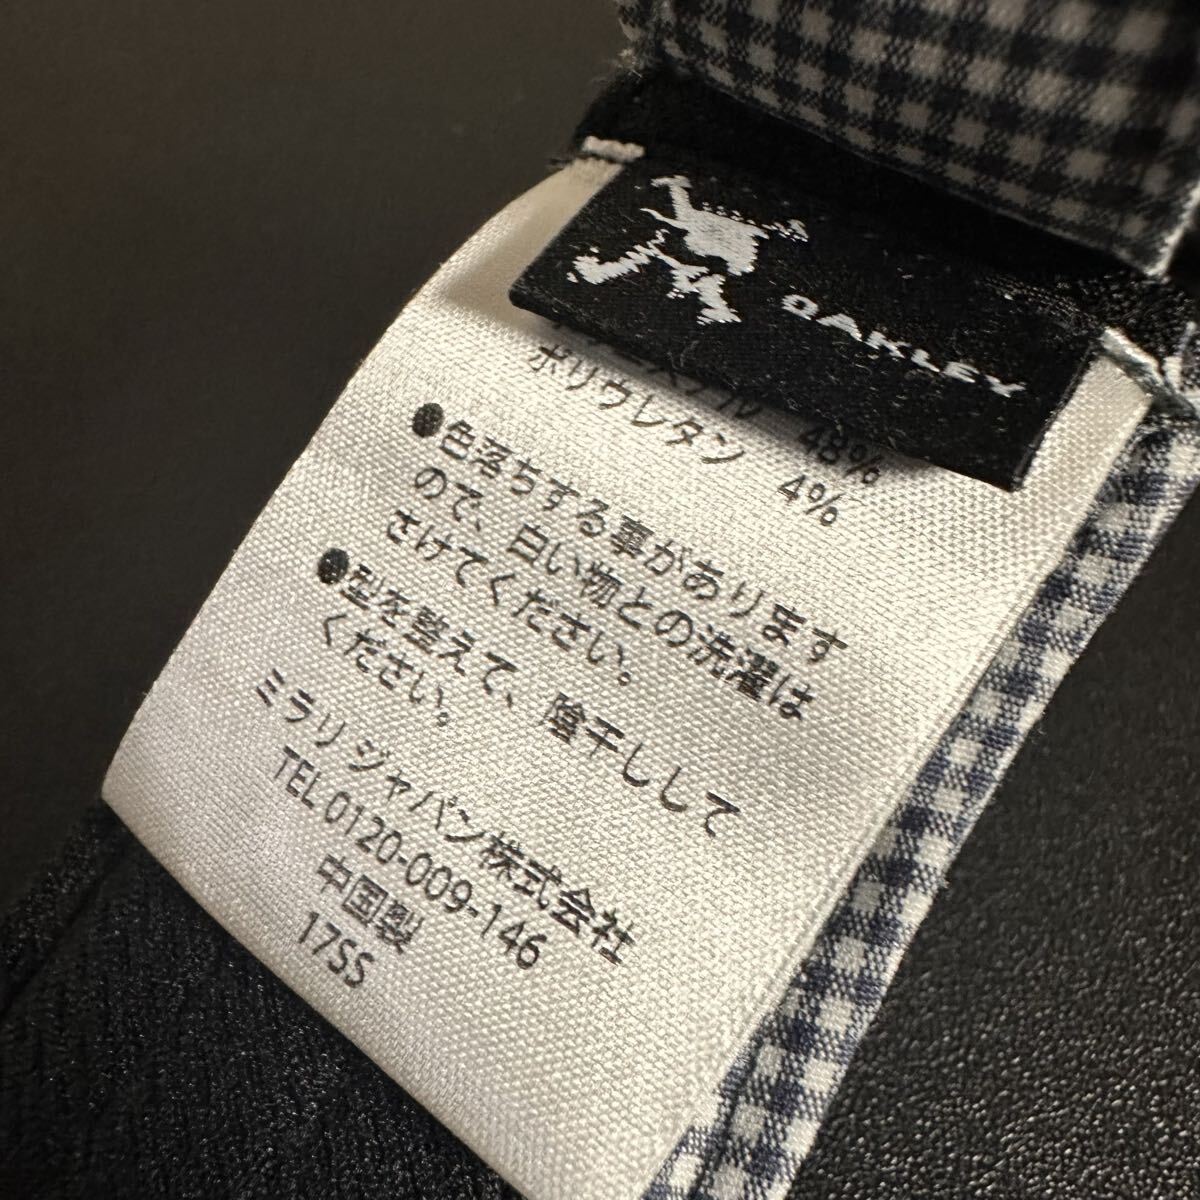 OAKLEY
48%
ポリウレタン 4%
●色落ちする事があります
ので、白い物との洗濯は
さけてください。
●型を整えて、陰干しして
ください。
ミラリ ジャパン株式会社
TEL 0120-009-146
中国製
17SS